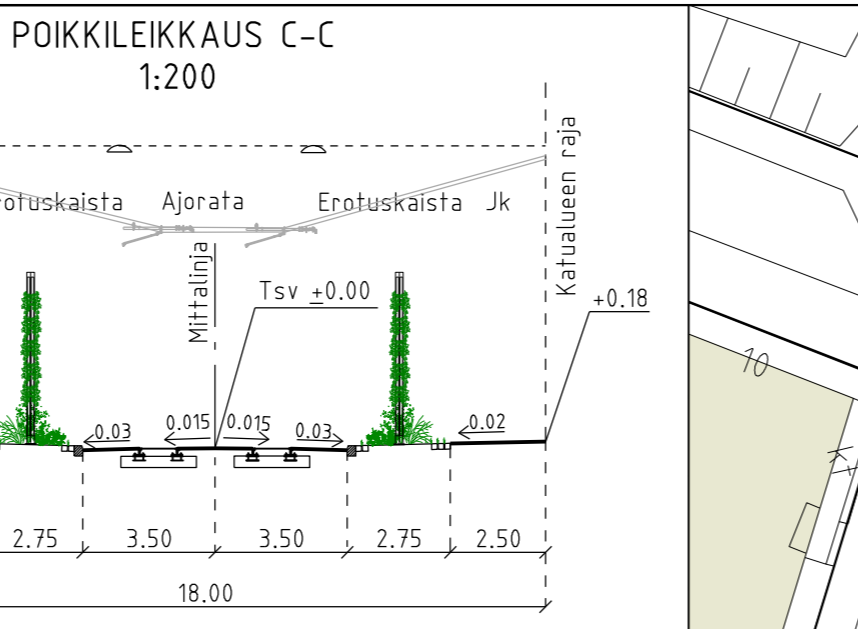 POIKKILEIKKAUS C-C
1:200
rotuskaista Ajorata Erotuskaista Jk
Katualueen raja
Mittalinja
Tsv ±0.00
+0.18
0.03 0.015 0.015 0.03 0.02
2.75 3.50 3.50 2.75 2.50
18.00
10